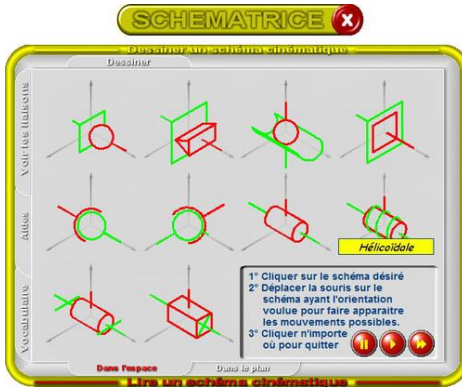 SCHEMATRICE
Dessiner un schéma cinématique
Dessiner
Voir les liaisons
Aides
Vocabulaire
Hélicoïdale
1° Cliquer sur le schéma désiré
2° Déplacer la souris sur le
schéma ayant l'orientation
voulue pour faire apparaitre
les mouvements possibles.
3° Cliquer n'importe
où pour quitter
Dans l'espace
Dans le plan
Lire un schéma cinématique